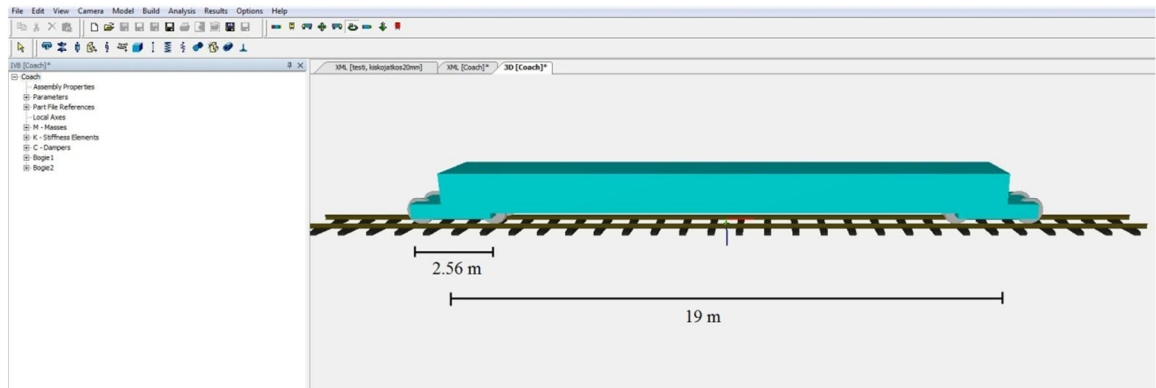 File Edit View Camera Model Build Analysis Results Options Help
IVB [Coach]*
XML [testi, kiskojatkos20mm] XML [Coach]* 3D [Coach]*
Coach
Assembly Properties
Parameters
Part File References
Local Axes
M - Masses
K - Stiffness Elements
C - Dampers
Bogie1
Bogie2
2.56 m
19 m